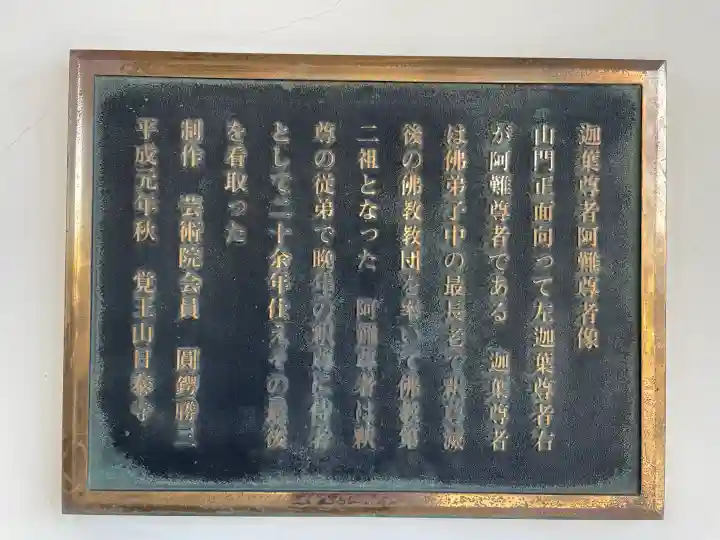 迦葉尊者阿難尊者像
山門正面向って左迦葉尊者右
が阿難尊者である 迦葉尊者
は佛弟子中の最長老で釈尊滅
後の佛教教団を率いて佛教第
二祖となった 阿難尊者は釈
尊の従弟で晩年の釈尊に侍者
として二十余年仕えその最後
を看取った
制作 芸術院会員 圓鍔勝三
平成元年秋 覚王山日泰寺